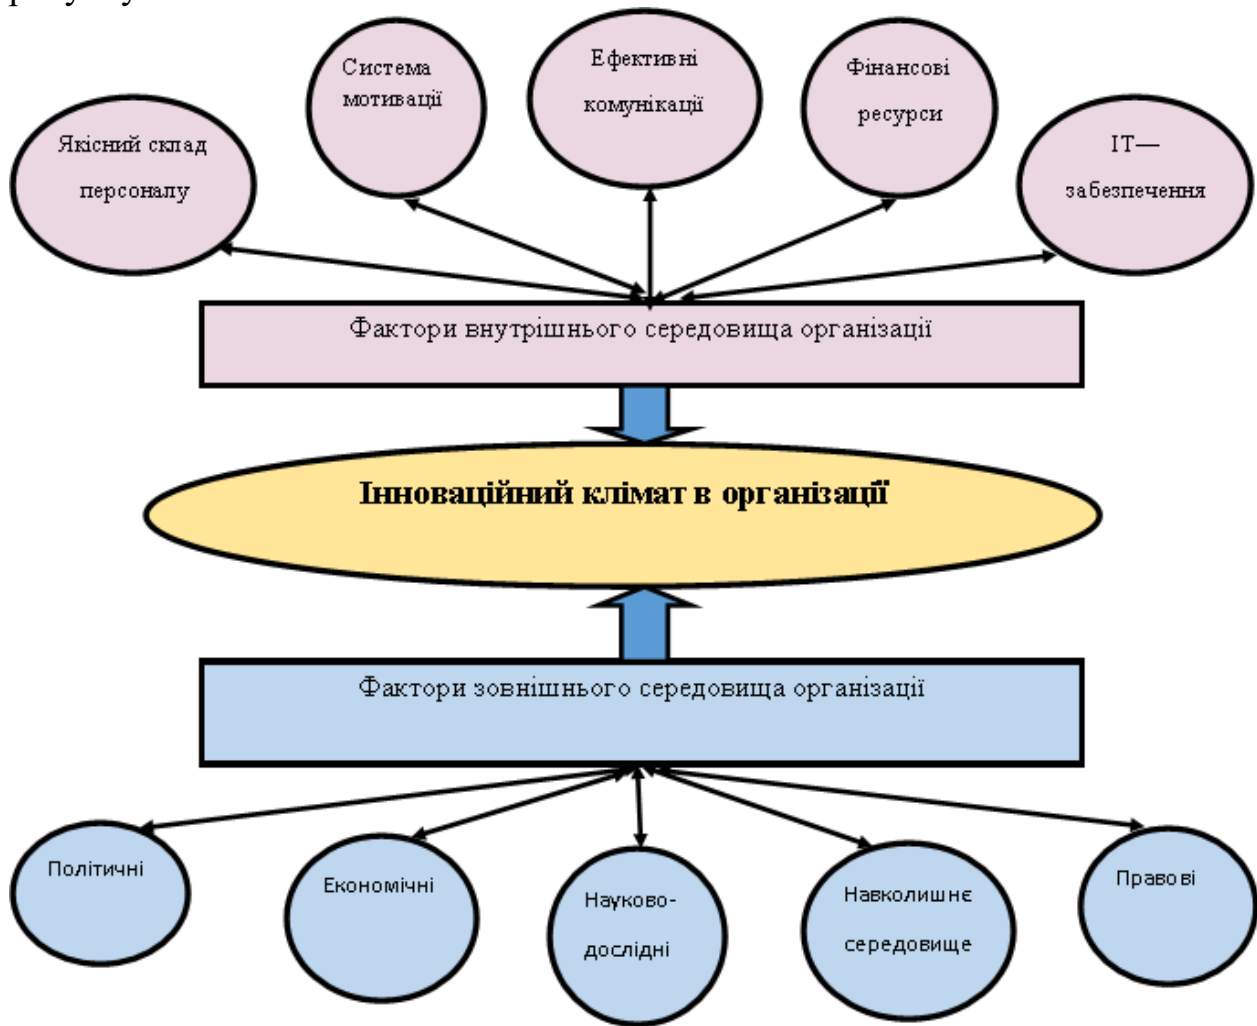 Система
мотивації
Ефективні
комунікації
Фінансові
ресурси
Якісний склад
персоналу
ІТ—
забезпечення
Фактори внутрішнього середовища організації
Інноваційний клімат в організації
Фактори зовнішнього середовища організації
Політичні
Економічні
Науково-
дослідні
Навколишнє
середовище
Правові